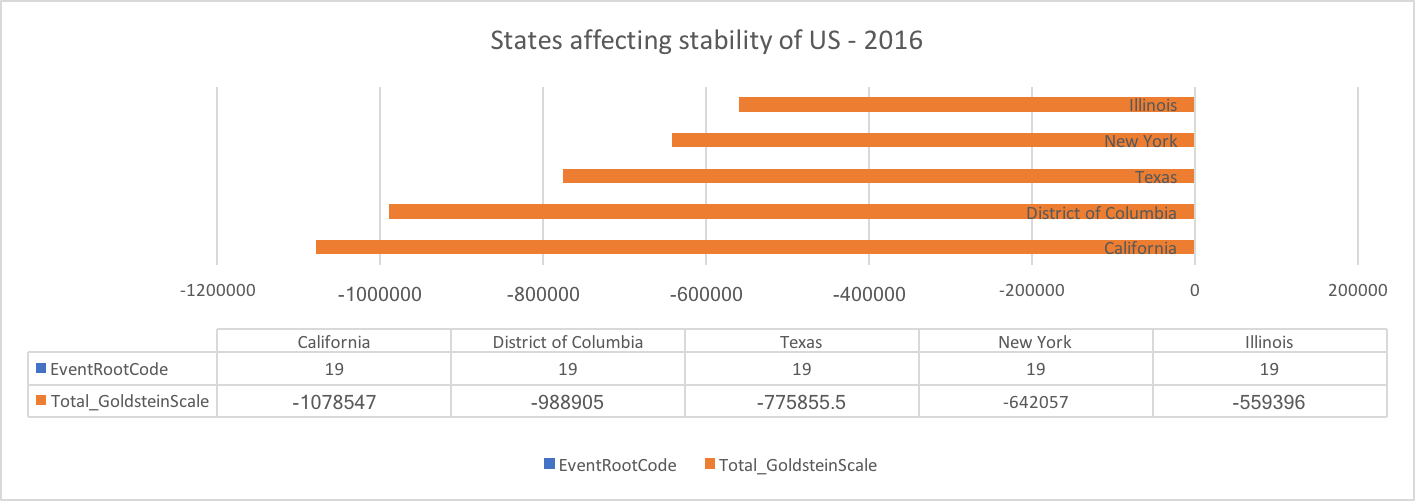 States affecting stability of US - 2016
Illinois
New York
Texas
District of Columbia
California
-1200000 -1000000 -800000 -600000 -400000 -200000 0 200000
California District of Columbia Texas New York Illinois
EventRootCode 19 19 19 19 19
Total_GoldsteinScale -1078547 -988905 -775855.5 -642057 -559396
EventRootCode Total_GoldsteinScale